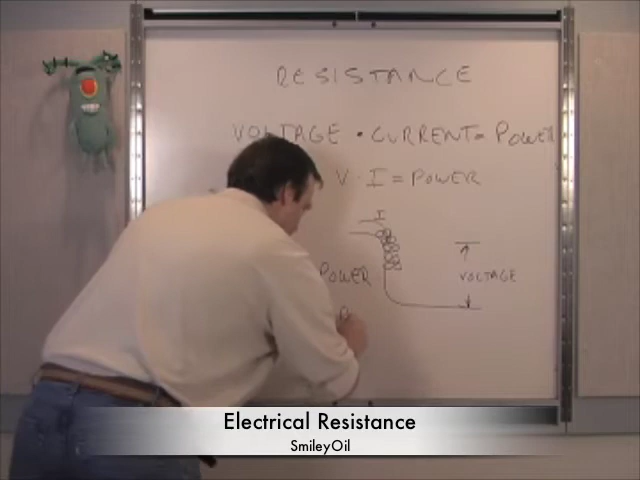 RESISTANCE
VOLTAGE • CURRENT = POWER
V • I = POWER
I
VOLTAGE
POWER
Electrical Resistance
SmileyOil